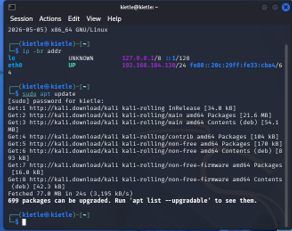 kietle@kietle:~
Session Actions Edit View Help
2026-05-05) x86_64 GNU/Linux
(kietle㉿kietle)-[~]
$ ip -br addr
lo UNKNOWN 127.0.0.1/8 ::1/128
eth0 UP 192.168.184.130/24 fe80::20c:29ff:fe33:cba4/64
(kietle㉿kietle)-[~]
$ sudo apt update
[sudo] password for kietle:
Get:1 http://kali.download/kali kali-rolling InRelease [34.0 kB]
Get:2 http://kali.download/kali kali-rolling/main amd64 Packages [21.6 MB]
Get:3 http://kali.download/kali kali-rolling/main amd64 Contents (deb) [54.1 MB]
Get:4 http://kali.download/kali kali-rolling/contrib amd64 Packages [104 kB]
Get:5 http://kali.download/kali kali-rolling/non-free amd64 Packages [170 kB]
Get:6 http://kali.download/kali kali-rolling/non-free amd64 Contents (deb) [893 kB]
Get:7 http://kali.download/kali kali-rolling/non-free-firmware amd64 Packages [16.0 kB]
Get:8 http://kali.download/kali kali-rolling/non-free-firmware amd64 Contents (deb) [42.3 kB]
Fetched 77.0 MB in 24s (3,195 kB/s)
699 packages can be upgraded. Run 'apt list --upgradable' to see them.
(kietle㉿kietle)-[~]
$